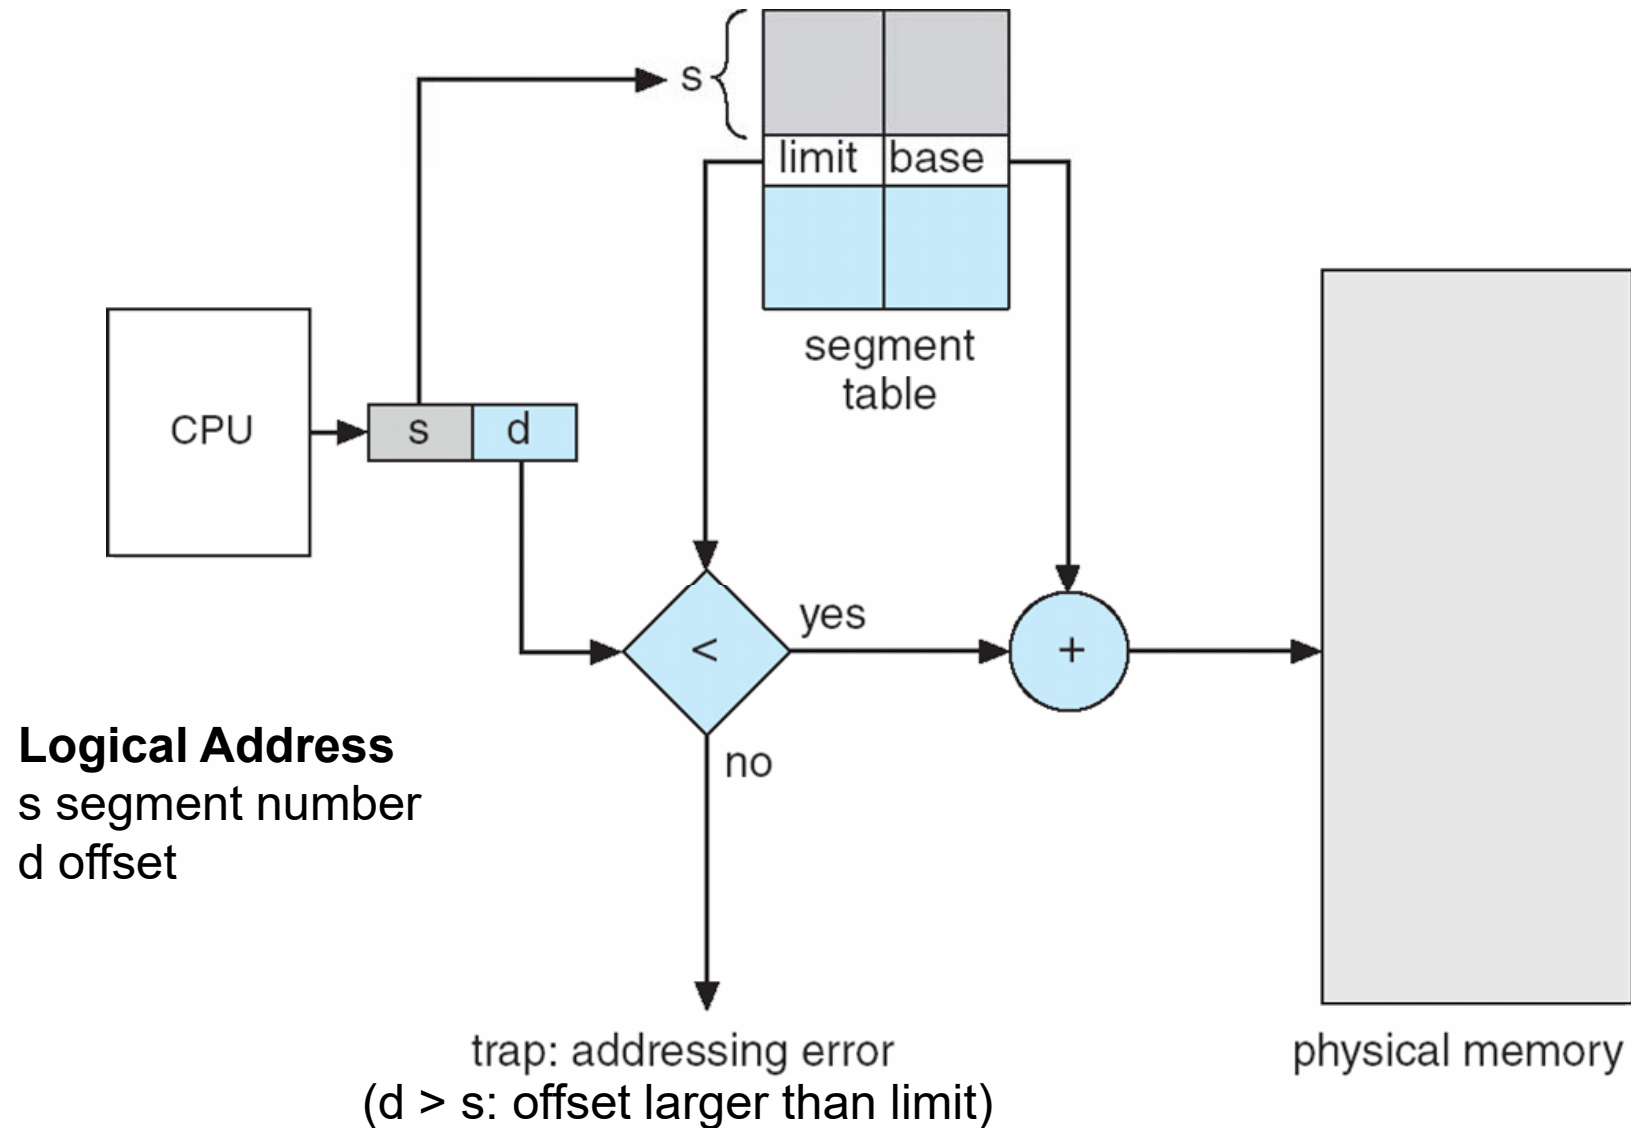 s
limit base
segment
table
CPU
s d
yes
<
+
no
Logical Address
s segment number
d offset
trap: addressing error
(d > s: offset larger than limit)
physical memory